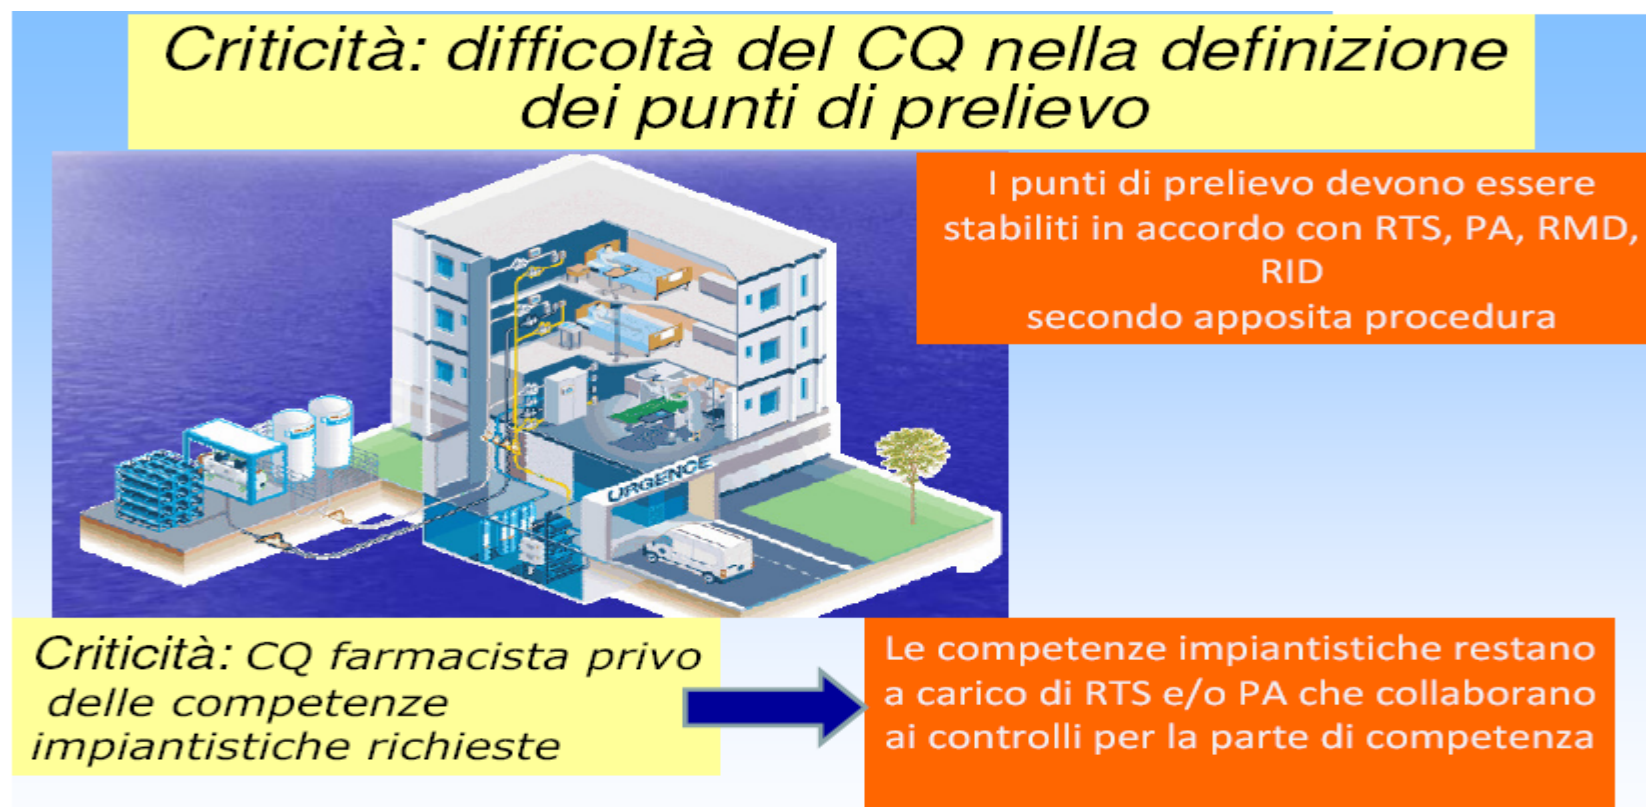 Criticità: difficoltà del CQ nella definizione
dei punti di prelievo
I punti di prelievo devono essere
stabiliti in accordo con RTS, PA, RMD,
RID
secondo apposita procedura
URGENCE
Criticità: CQ farmacista privo
delle competenze
impiantistiche richieste
Le competenze impiantistiche restano
a carico di RTS e/o PA che collaborano
ai controlli per la parte di competenza